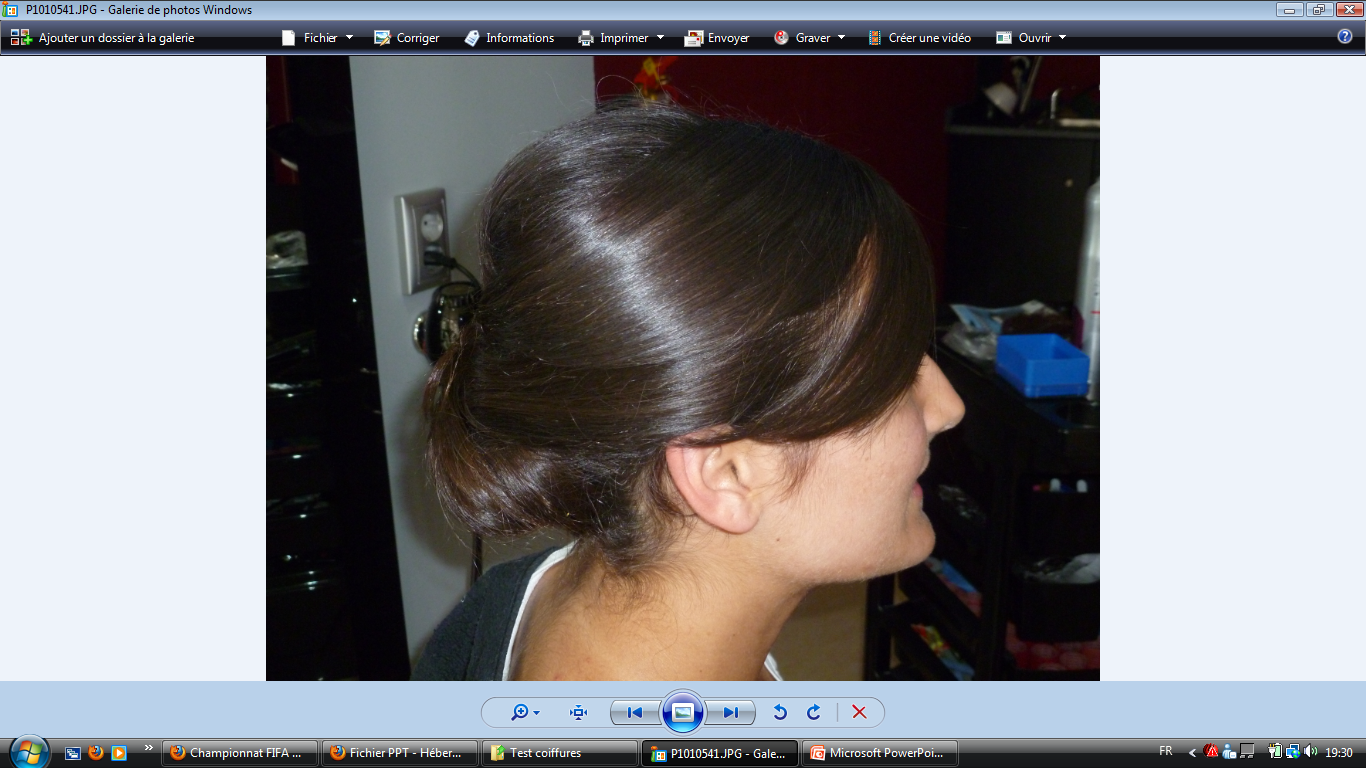 P1010541.JPG - Galerie de photos Windows
Ajouter un dossier à la galerie Fichier Corriger Informations Imprimer Envoyer Graver Créer une vidéo Ouvrir ?
» Championnat FIFA ... Fichier PPT - Héber... Test coiffures P1010541.JPG - Gale... Microsoft PowerPoi... FR < 19:30